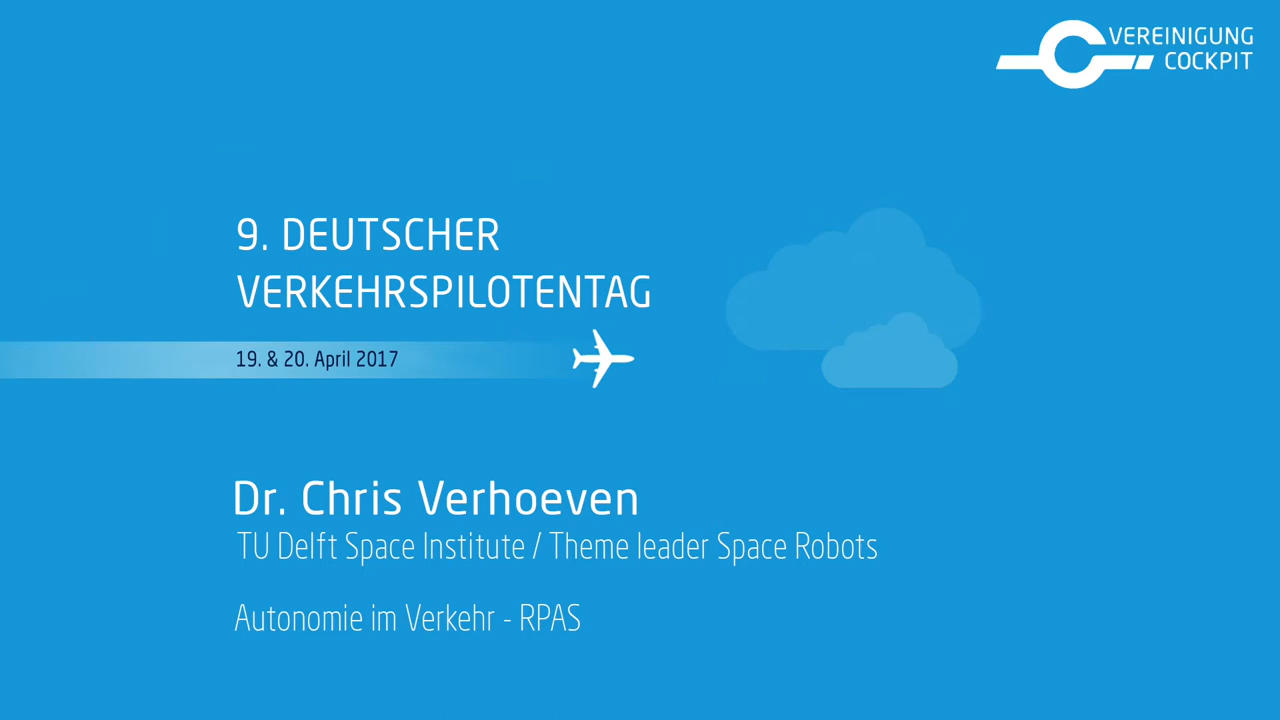 VEREINIGUNG
COCKPIT
9. DEUTSCHER
VERKEHRSPILOTENTAG
19. & 20. April 2017
Dr. Chris Verhoeven
TU Delft Space Institute / Theme leader Space Robots
Autonomie im Verkehr - RPAS